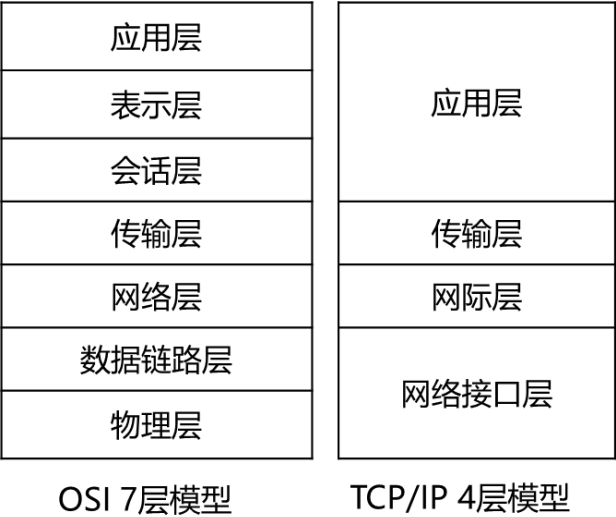 应用层
表示层
会话层
传输层
网络层
数据链路层
物理层
OSI 7层模型
应用层
传输层
网际层
网络接口层
TCP/IP 4层模型